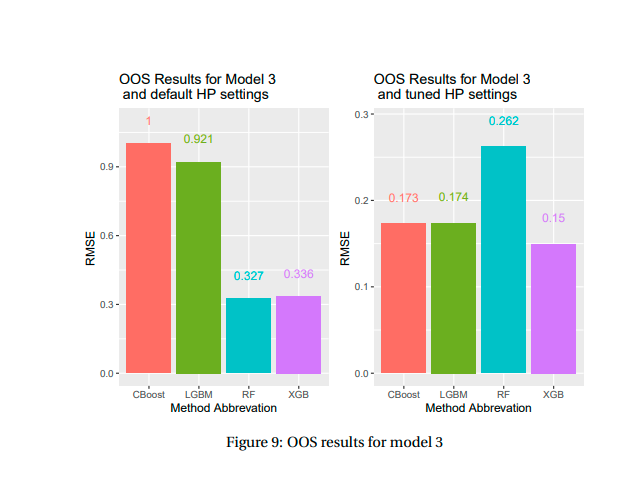 OOS Results for Model 3
and default HP settings
1
0.921
0.327
0.336
0.9
0.6
0.3
0.0
RMSE
CBoost LGBM RF XGB
Method Abbrevation
OOS Results for Model 3
and tuned HP settings
0.262
0.173
0.174
0.15
0.3
0.2
0.1
0.0
RMSE
CBoost LGBM RF XGB
Method Abbrevation
Figure 9: OOS results for model 3